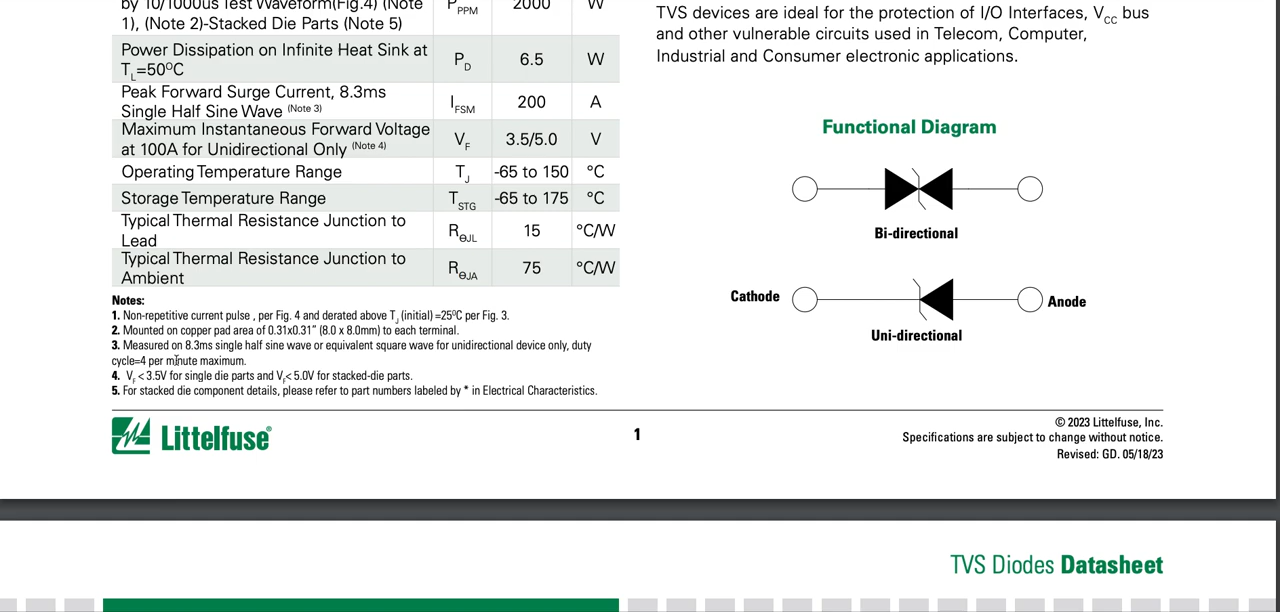 by 10/1000us Test Waveform(Fig.4) (Note
1), (Note 2)-Stacked Die Parts (Note 5)
PPPM
2000
W
Power Dissipation on Infinite Heat Sink at
TL=50OC
PD
6.5
W
Peak Forward Surge Current, 8.3ms
Single Half Sine Wave (Note 3)
IFSM
200
A
Maximum Instantaneous Forward Voltage
at 100A for Unidirectional Only (Note 4)
VF
3.5/5.0
V
Operating Temperature Range
TJ
-65 to 150
°C
Storage Temperature Range
TSTG
-65 to 175
°C
Typical Thermal Resistance Junction to
Lead
RΘJL
15
°C/W
Typical Thermal Resistance Junction to
Ambient
RΘJA
75
°C/W
Notes:
1. Non-repetitive current pulse , per Fig. 4 and derated above TJ (initial) =25OC per Fig. 3.
2. Mounted on copper pad area of 0.31x0.31” (8.0 x 8.0mm) to each terminal.
3. Measured on 8.3ms single half sine wave or equivalent square wave for unidirectional device only, duty
cycle=4 per minute maximum.
4. VF < 3.5V for single die parts and VF< 5.0V for stacked-die parts.
5. For stacked die component details, please refer to part numbers labeled by * in Electrical Characteristics.
TVS devices are ideal for the protection of I/O Interfaces, VCC bus
and other vulnerable circuits used in Telecom, Computer,
Industrial and Consumer electronic applications.
Functional Diagram
Bi-directional
Cathode
Anode
Uni-directional
Littelfuse®
1
© 2023 Littelfuse, Inc.
Specifications are subject to change without notice.
Revised: GD. 05/18/23
TVS Diodes Datasheet